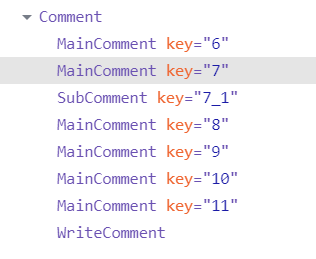 Comment
MainComment key="6"
MainComment key="7"
SubComment key="7_1"
MainComment key="8"
MainComment key="9"
MainComment key="10"
MainComment key="11"
WriteComment